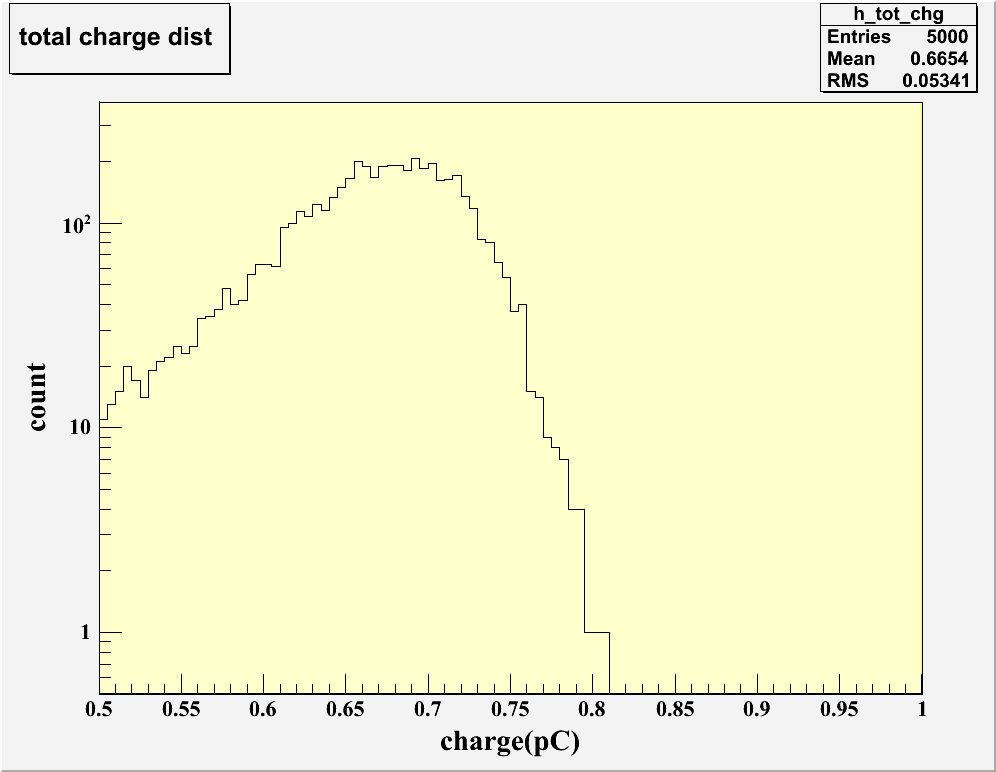 total charge dist
h_tot_chg
Entries 5000
Mean 0.6654
RMS 0.05341
10²
10
1
count
0.5 0.55 0.6 0.65 0.7 0.75 0.8 0.85 0.9 0.95 1
charge(pC)